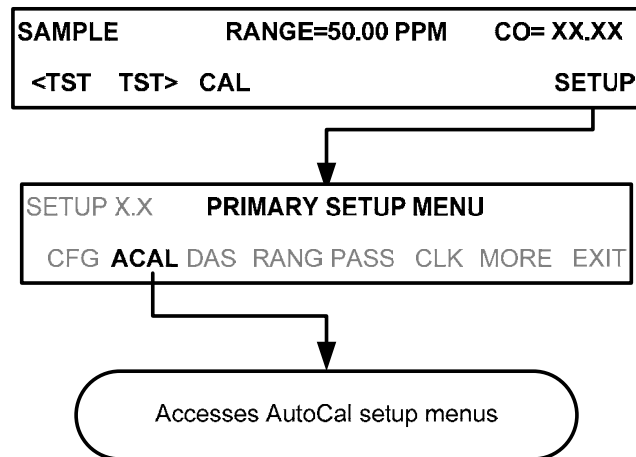 SAMPLE RANGE=50.00 PPM CO= XX.XX
<TST TST> CAL SETUP
SETUP X.X PRIMARY SETUP MENU
CFG ACAL DAS RANG PASS CLK MORE EXIT
Accesses AutoCal setup menus